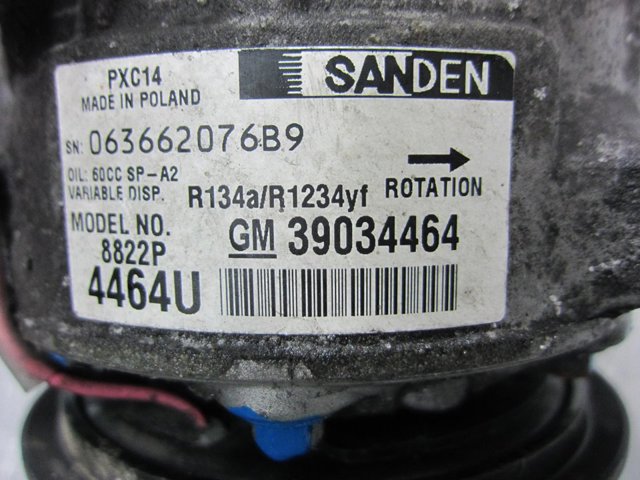 PXC14
SANDEN
MADE IN POLAND
SN: 063662076B9
OIL: 60CC SP-A2
VARIABLE DISP.
R134a/R1234yf
ROTATION
MODEL NO.
8822P
GM 39034464
4464U